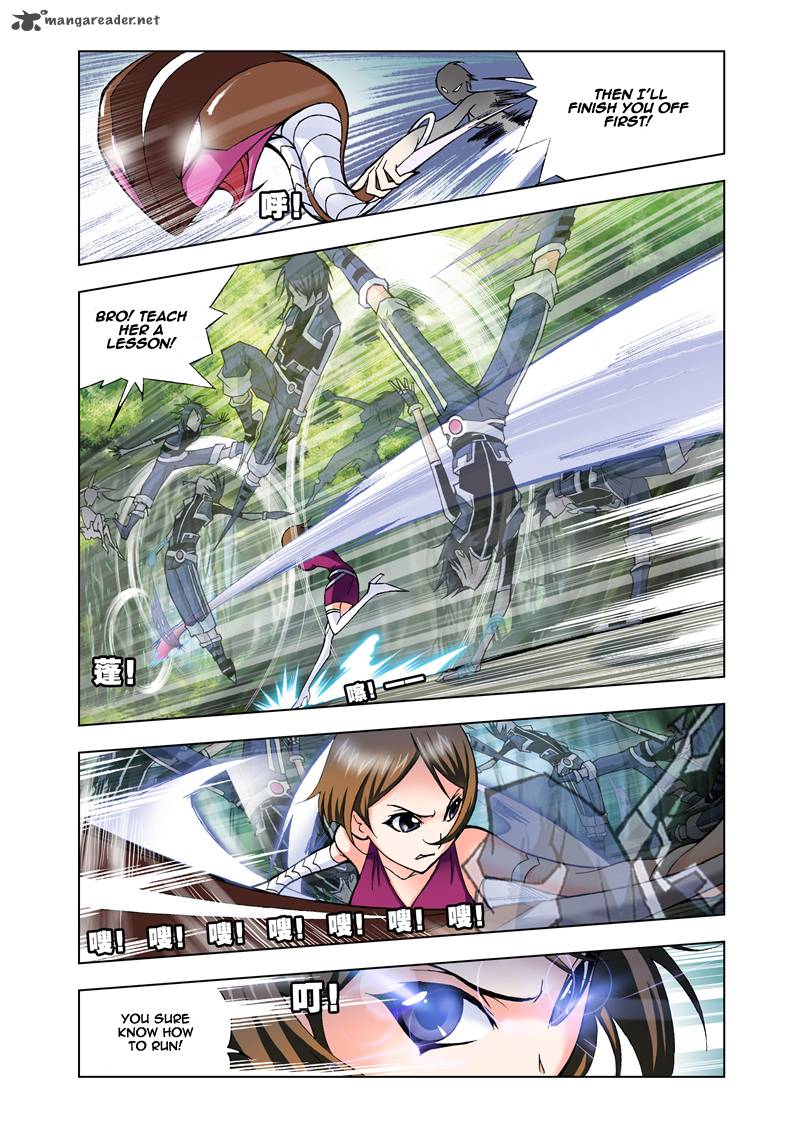 mangareader.net
THEN I'LL
FINISH YOU OFF
FIRST!
呼!
BRO! TEACH
HER A
LESSON!
蓬!
嚓!——
嗖! 嗖! 嗖! 嗖! 嗖! 嗖! 嗖!
叮!
YOU SURE
KNOW HOW
TO RUN!